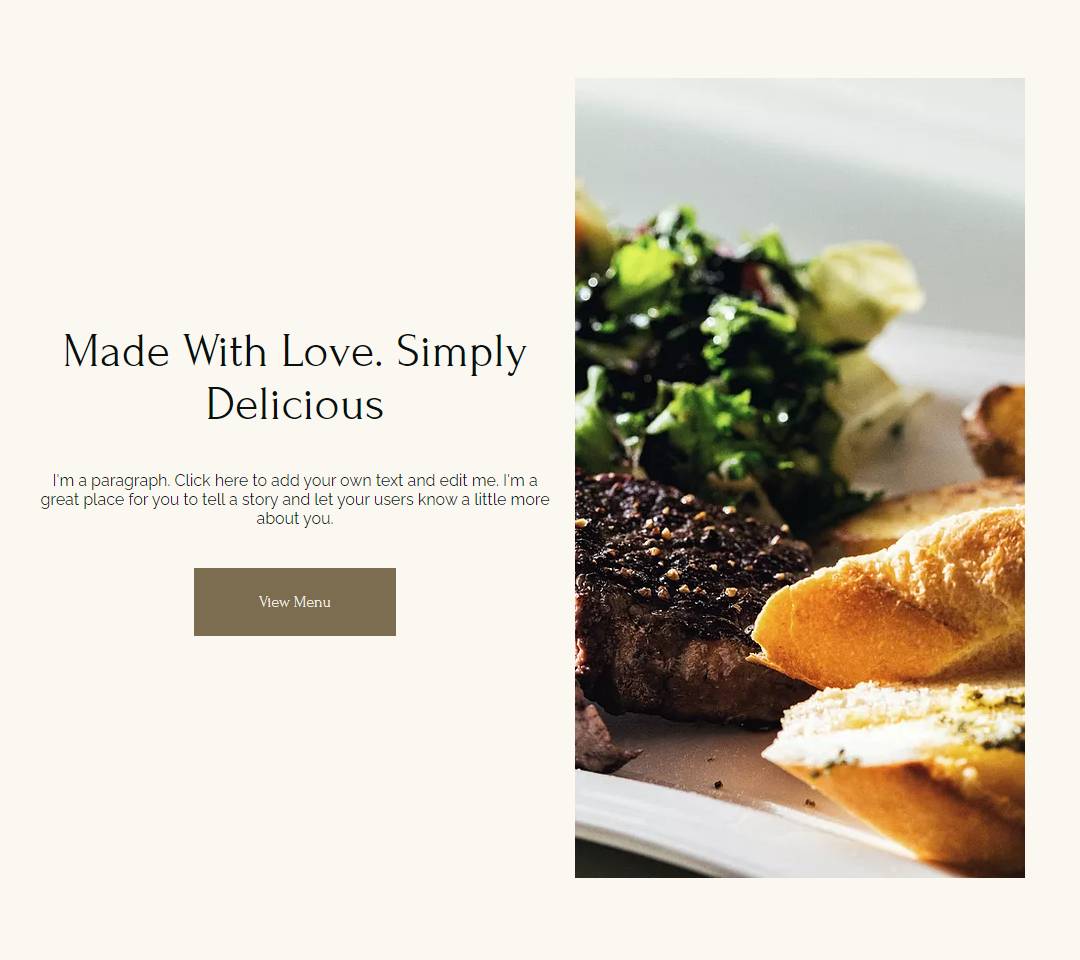 Made With Love. Simply
Delicious
I'm a paragraph. Click here to add your own text and edit me. I'm a
great place for you to tell a story and let your users know a little more
about you.
View Menu